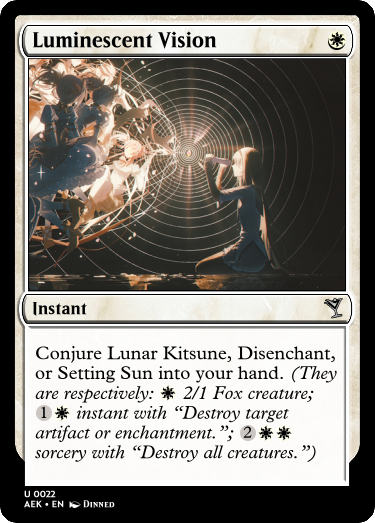 Luminescent Vision
Instant
Conjure Lunar Kitsune, Disenchant,
or Setting Sun into your hand. (They
are respectively: 2/1 Fox creature;
1 instant with “Destroy target
artifact or enchantment.”; 2
sorcery with “Destroy all creatures.”)
U 0022
AEK • EN Dinned